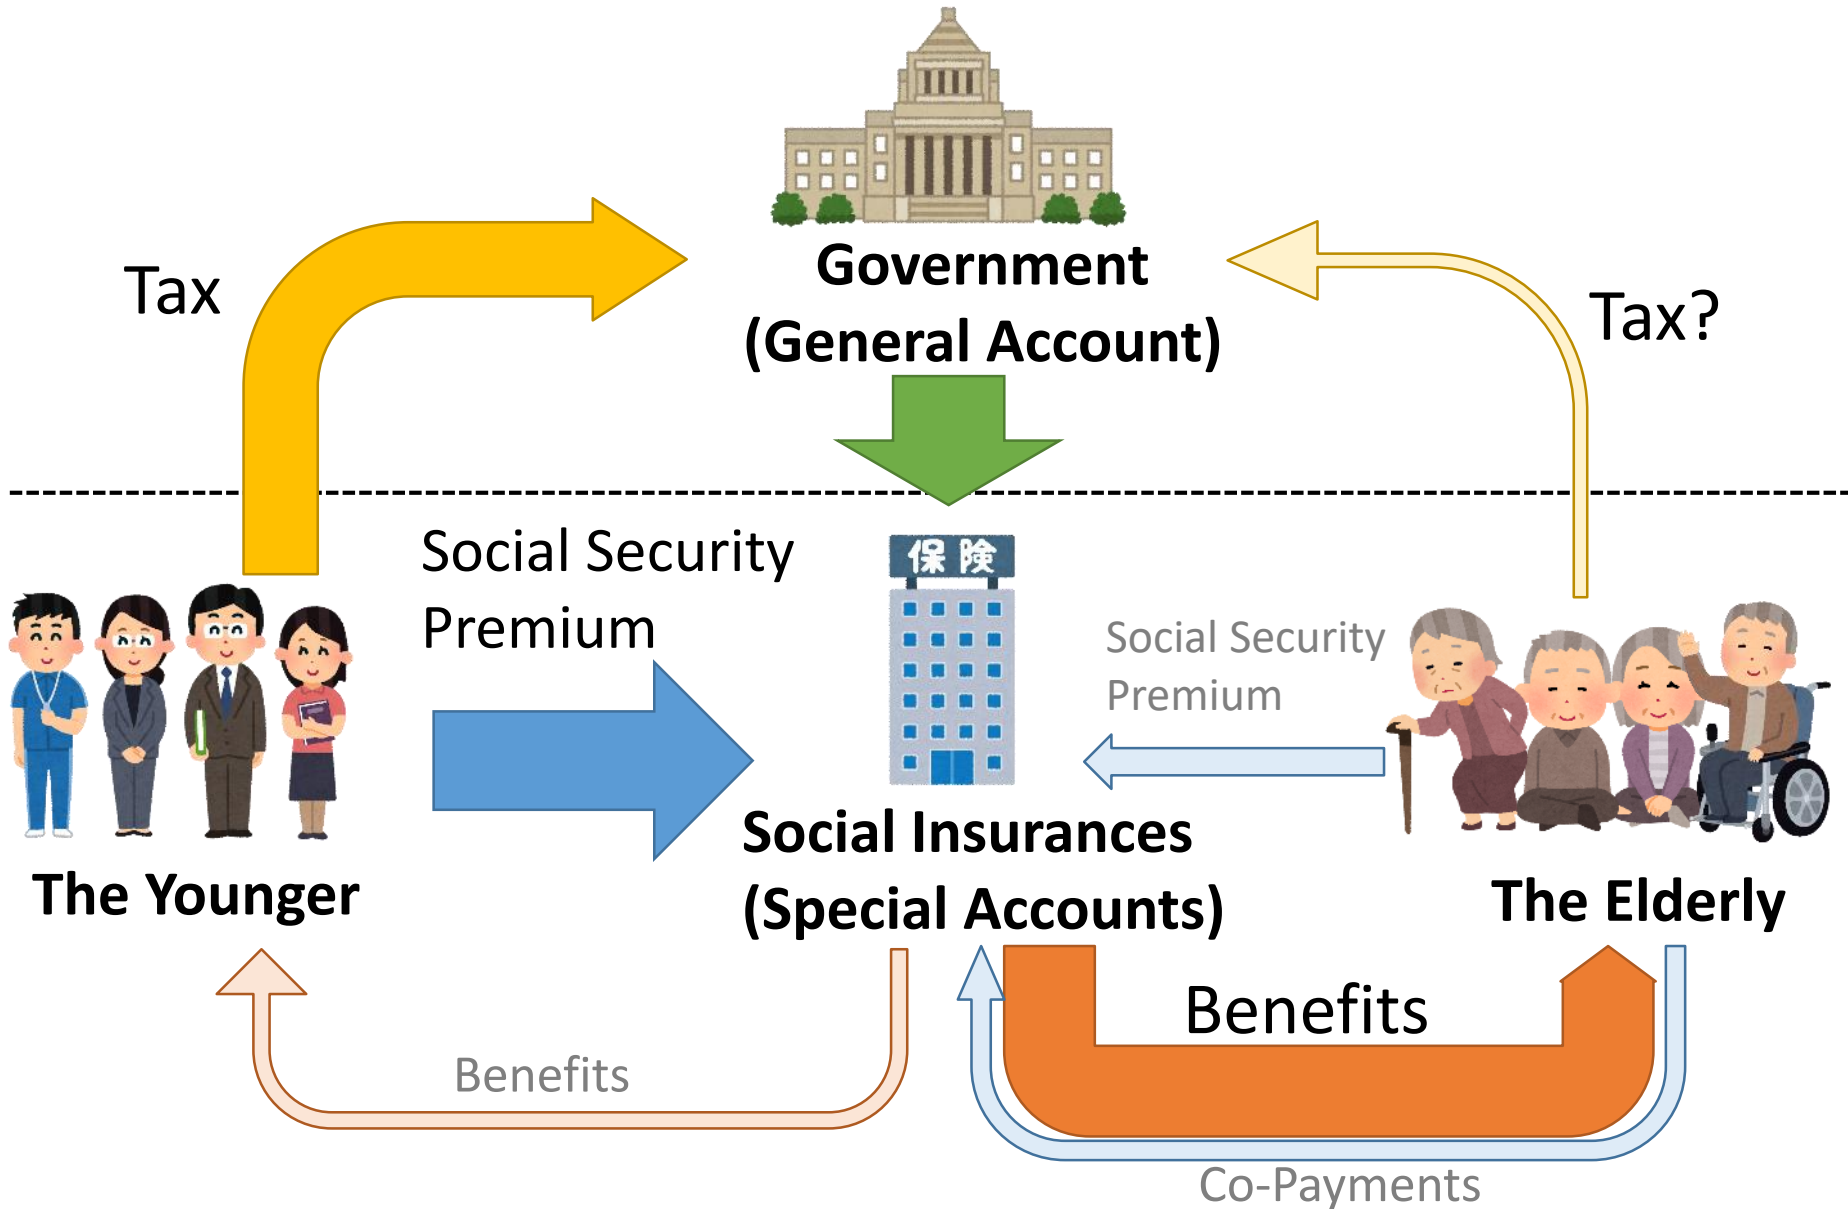 Government
(General Account)
Tax
Tax?
Social Security
Premium
保険
Social Security
Premium
Social Insurances
(Special Accounts)
The Younger
The Elderly
Benefits
Benefits
Co-Payments